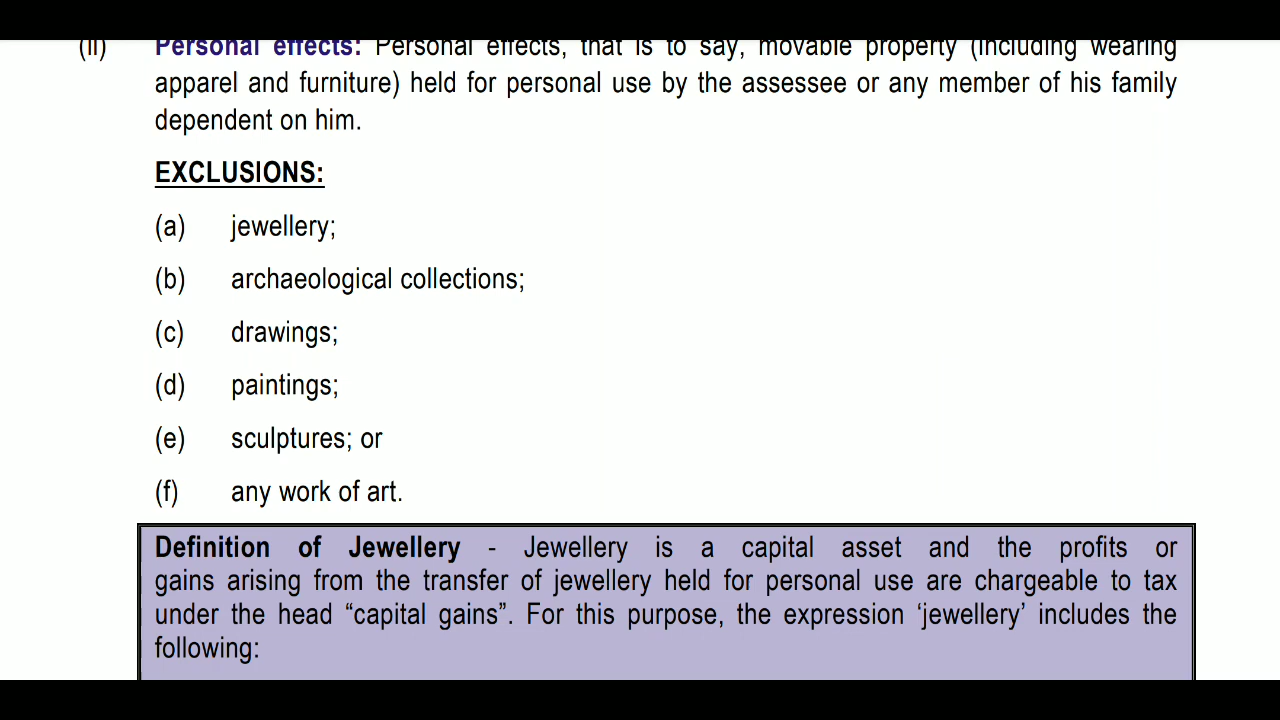 (ii) Personal effects: Personal effects, that is to say, movable property (including wearing
apparel and furniture) held for personal use by the assessee or any member of his family
dependent on him.
EXCLUSIONS:
(a) jewellery;
(b) archaeological collections;
(c) drawings;
(d) paintings;
(e) sculptures; or
(f) any work of art.
Definition of Jewellery - Jewellery is a capital asset and the profits or
gains arising from the transfer of jewellery held for personal use are chargeable to tax
under the head “capital gains”. For this purpose, the expression ‘jewellery’ includes the
following: